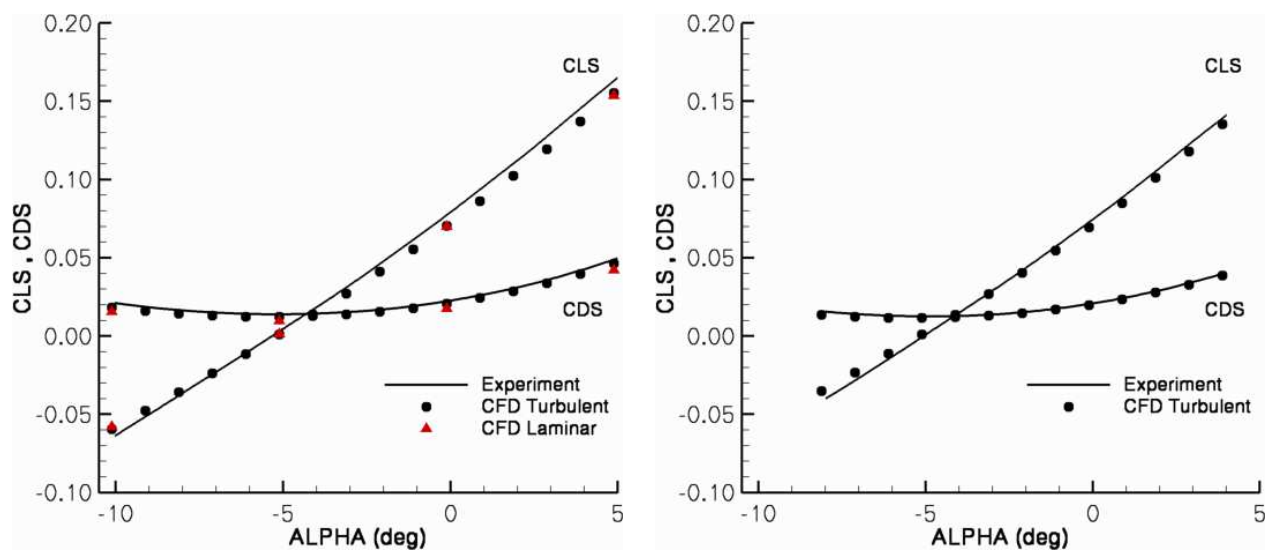 0.20
0.15
0.10
0.05
0.00
-0.05
-0.10
CLS , CDS
CLS
CDS
Experiment
CFD Turbulent
CFD Laminar
-10
-5
0
5
ALPHA (deg)
0.20
0.15
0.10
0.05
0.00
-0.05
-0.10
CLS , CDS
CLS
CDS
Experiment
CFD Turbulent
-10
-5
0
5
ALPHA (deg)